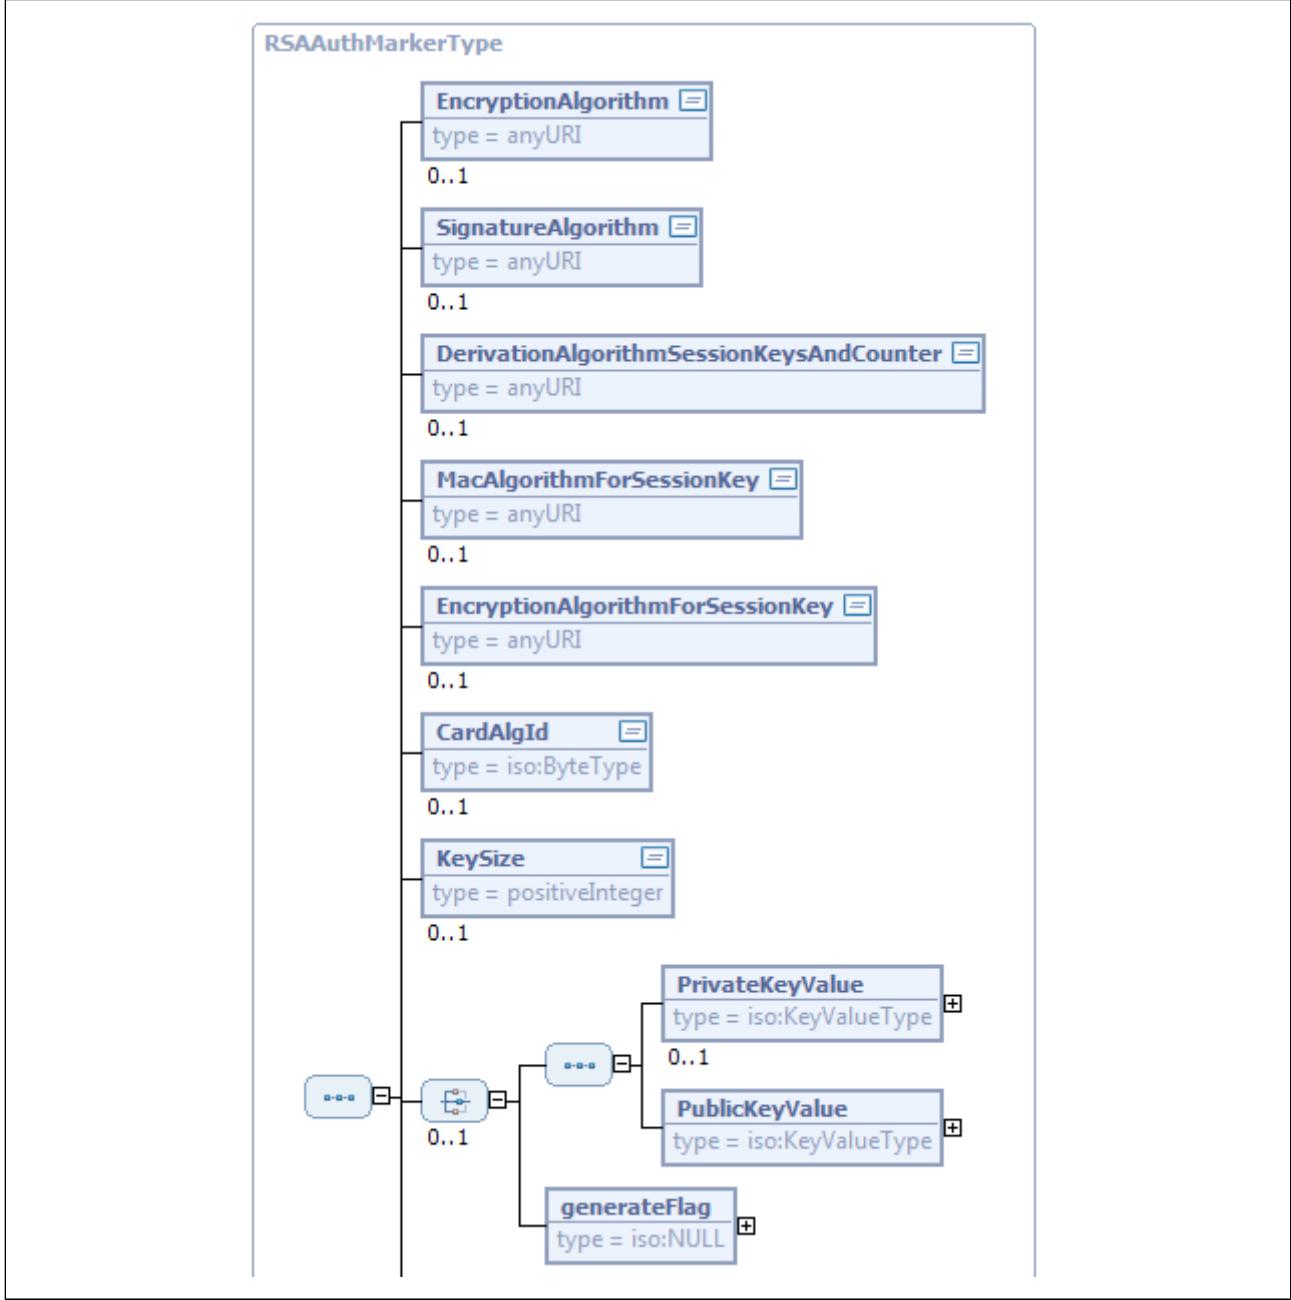 RSAAuthMarkerType
EncryptionAlgorithm
type = anyURI
0..1
SignatureAlgorithm
type = anyURI
0..1
DerivationAlgorithmSessionKeysAndCounter
type = anyURI
0..1
MacAlgorithmForSessionKey
type = anyURI
0..1
EncryptionAlgorithmForSessionKey
type = anyURI
0..1
CardAlgId
type = iso:ByteType
0..1
KeySize
type = positiveInteger
0..1
PrivateKeyValue
type = iso:KeyValueType
0..1
PublicKeyValue
type = iso:KeyValueType
0..1
generateFlag
type = iso:NULL